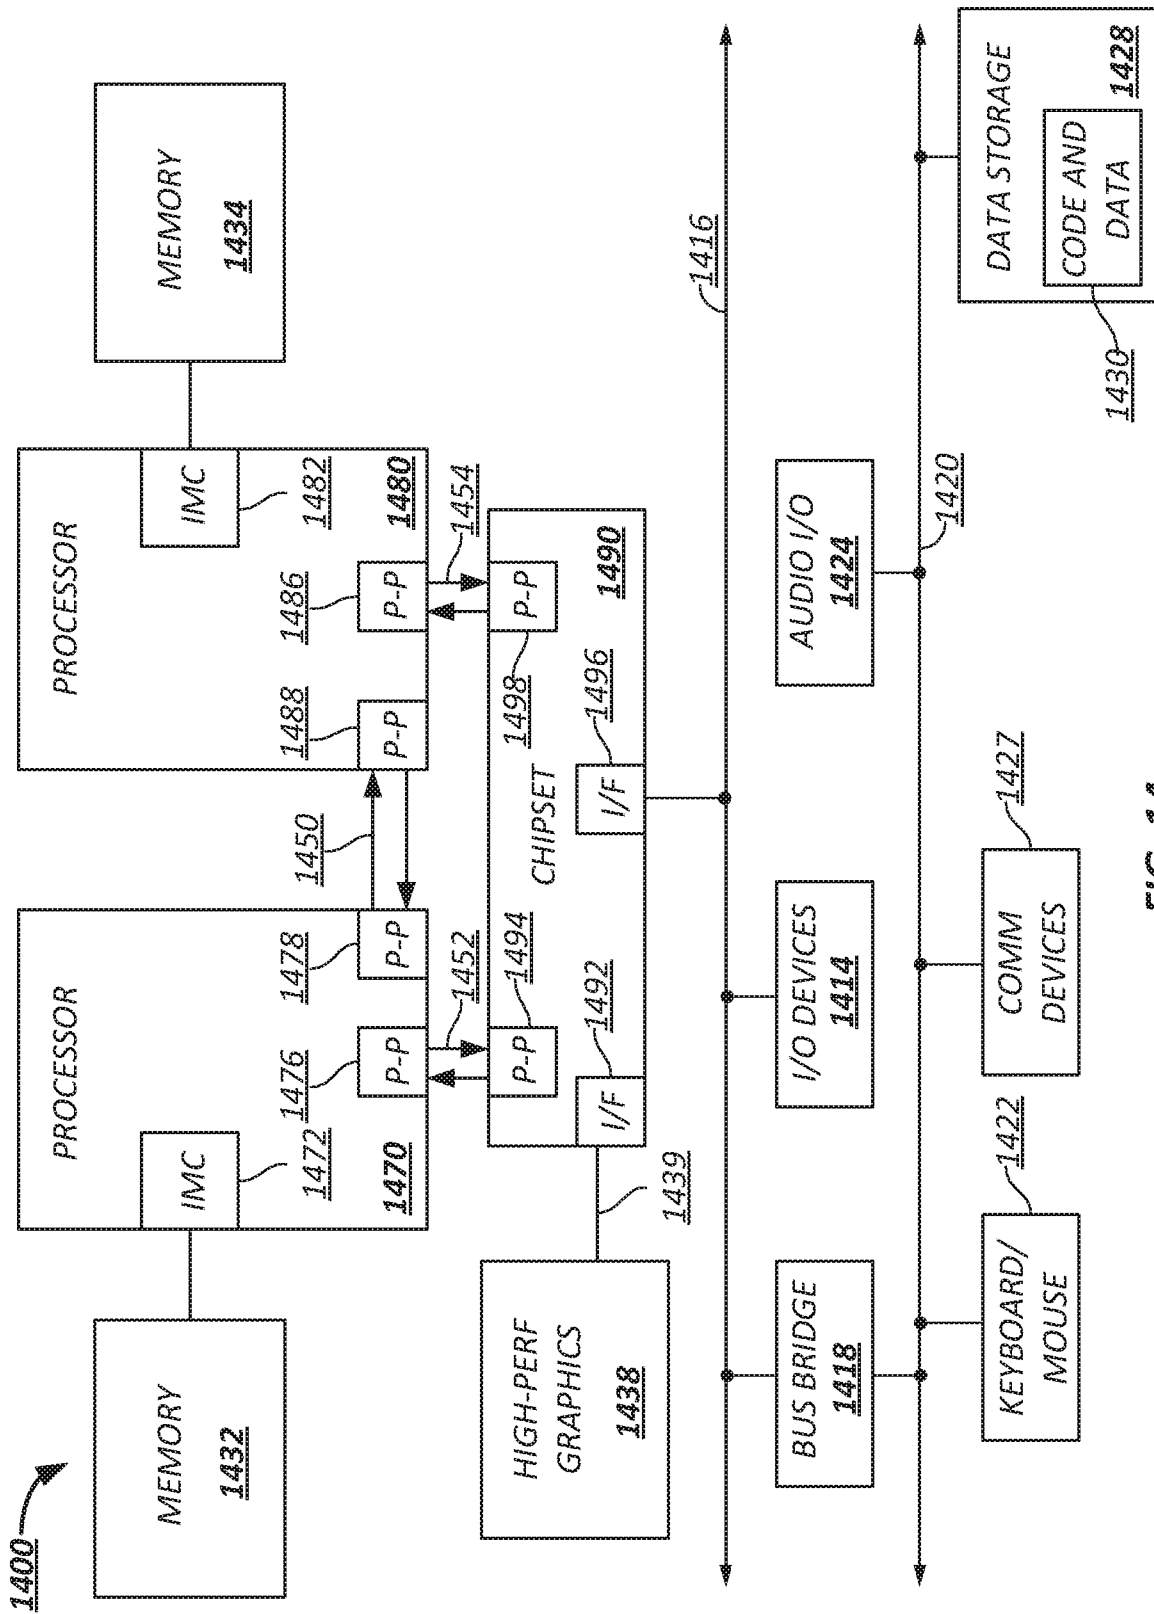 1400
MEMORY
1432
PROCESSOR
IMC
1472
1470
1476
P-P
1478
P-P
1450
PROCESSOR
1488
P-P
1486
P-P
IMC
1482
1480
MEMORY
1434
1452
1454
HIGH-PERF
GRAPHICS
1438
1439
I/F
1492
P-P
1494
CHIPSET
P-P
1498
I/F
1496
1490
1416
BUS BRIDGE
1418
I/O DEVICES
1414
AUDIO I/O
1424
1420
KEYBOARD/
MOUSE
1422
COMM
DEVICES
1427
DATA STORAGE
CODE AND
DATA
1428
1430